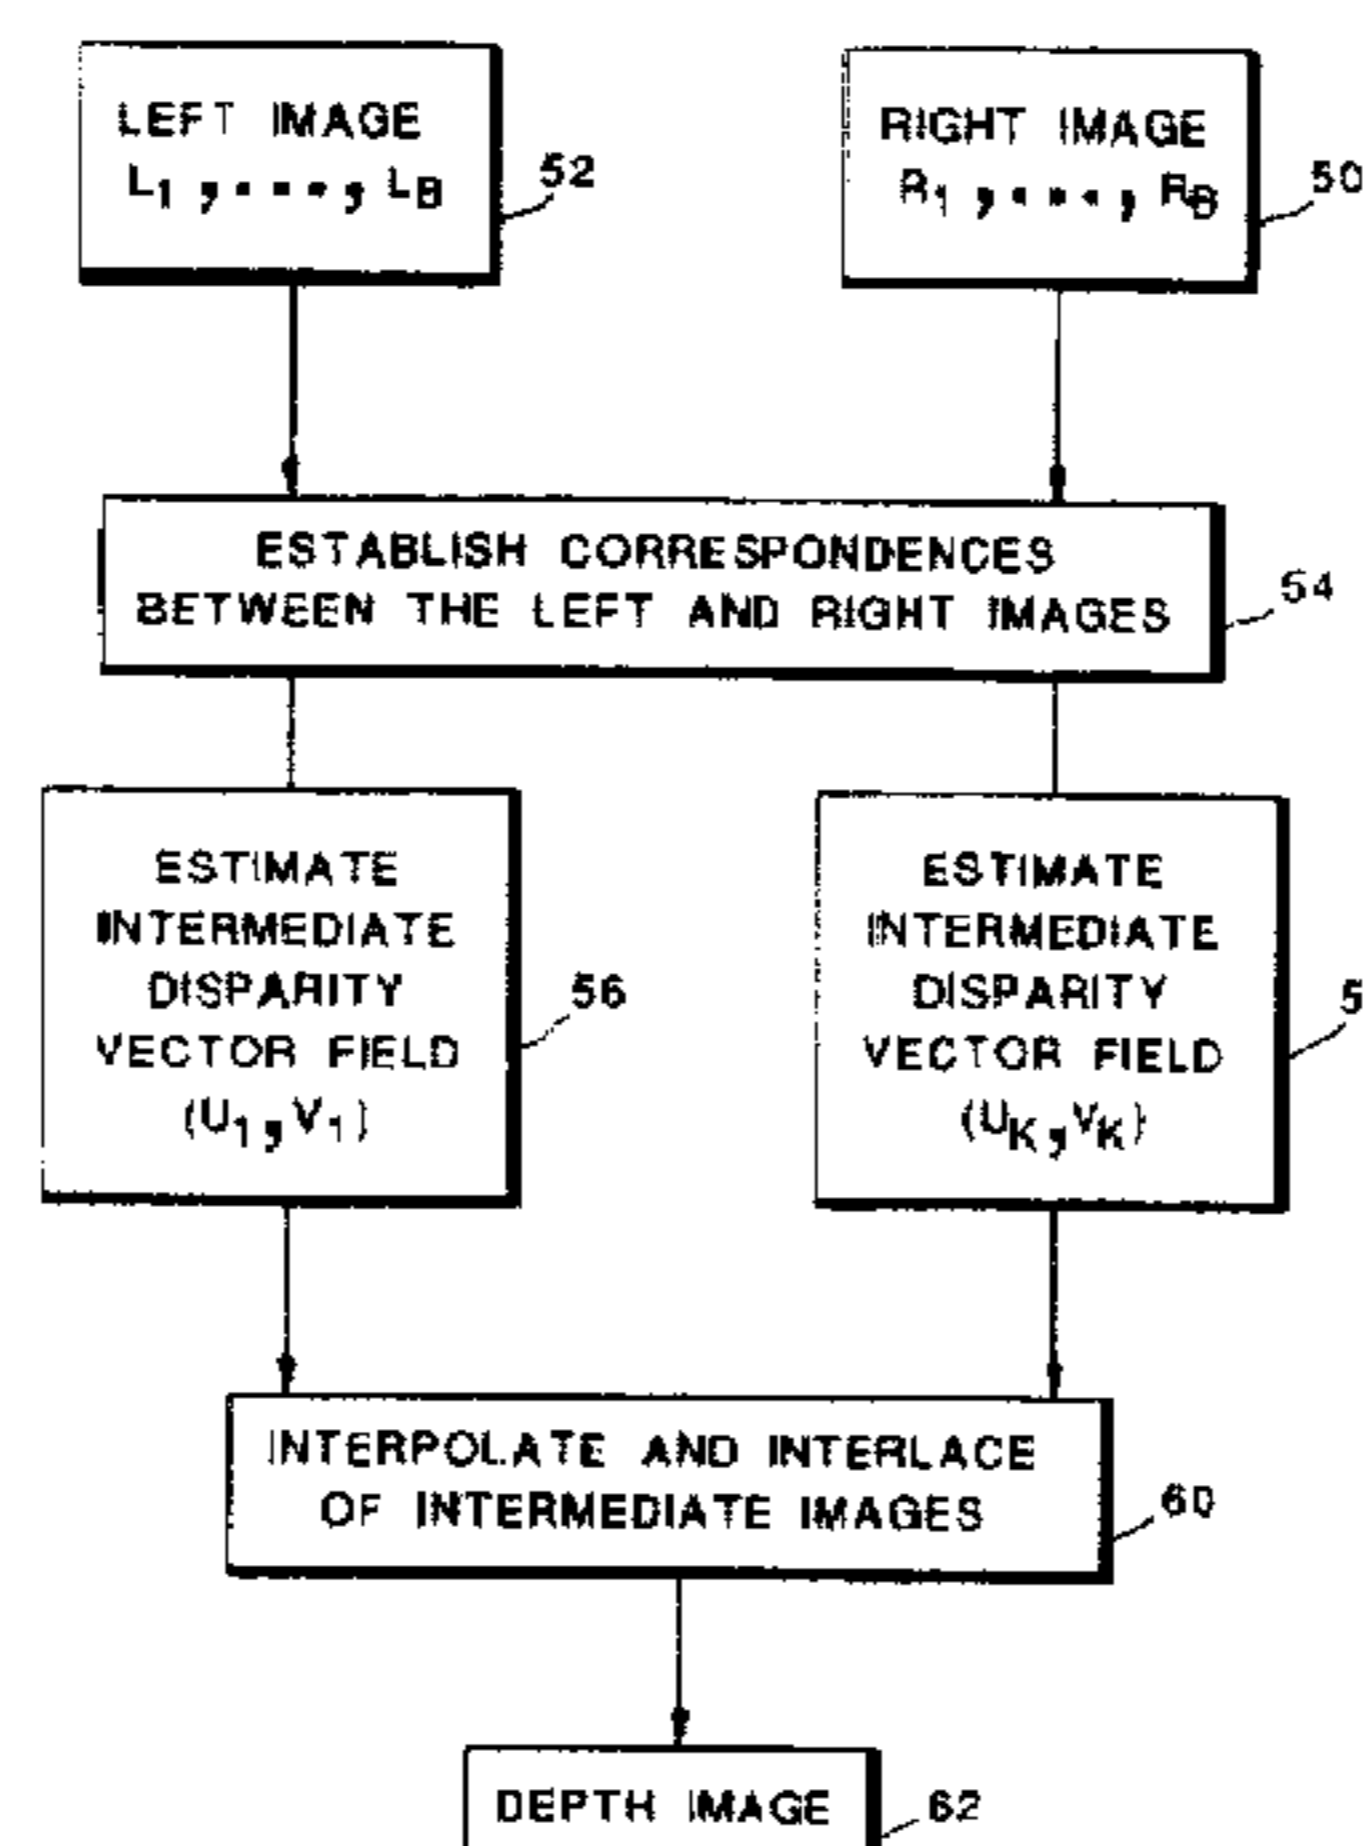 LEFT IMAGE
L1 ,..., LB
52
RIGHT IMAGE
R1 ,..., RB
50
ESTABLISH CORRESPONDENCES
BETWEEN THE LEFT AND RIGHT IMAGES
54
ESTIMATE
INTERMEDIATE
DISPARITY
VECTOR FIELD
(U1,V1)
56
ESTIMATE
INTERMEDIATE
DISPARITY
VECTOR FIELD
(UK,VK)
5
INTERPOLATE AND INTERLACE
OF INTERMEDIATE IMAGES
60
DEPTH IMAGE
62